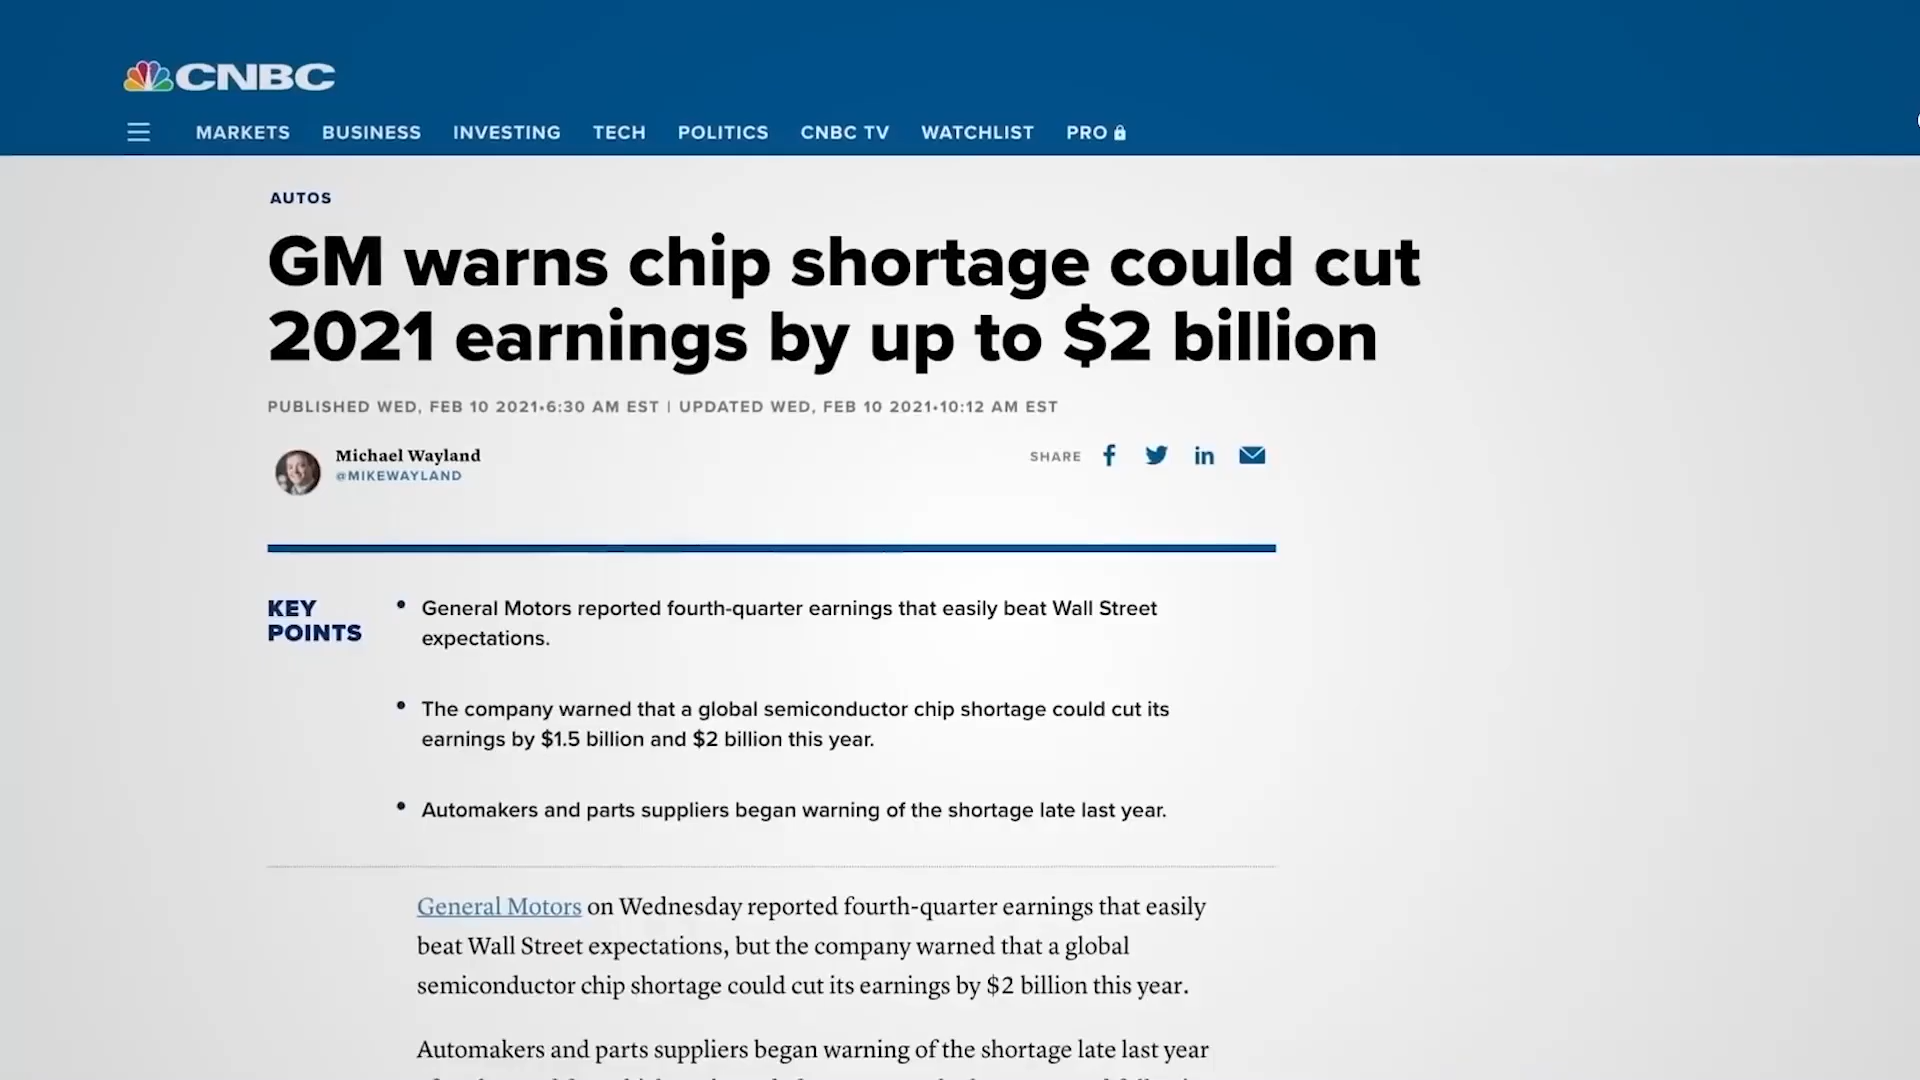 CNBC
MARKETS BUSINESS INVESTING TECH POLITICS CNBC TV WATCHLIST PRO
AUTOS
GM warns chip shortage could cut
2021 earnings by up to $2 billion
PUBLISHED WED, FEB 10 2021•6:30 AM EST | UPDATED WED, FEB 10 2021•10:12 AM EST
Michael Wayland
@MIKEWAYLAND
SHARE
KEY
POINTS
• General Motors reported fourth-quarter earnings that easily beat Wall Street
expectations.
• The company warned that a global semiconductor chip shortage could cut its
earnings by $1.5 billion and $2 billion this year.
• Automakers and parts suppliers began warning of the shortage late last year.
General Motors on Wednesday reported fourth-quarter earnings that easily
beat Wall Street expectations, but the company warned that a global
semiconductor chip shortage could cut its earnings by $2 billion this year.
Automakers and parts suppliers began warning of the shortage late last year